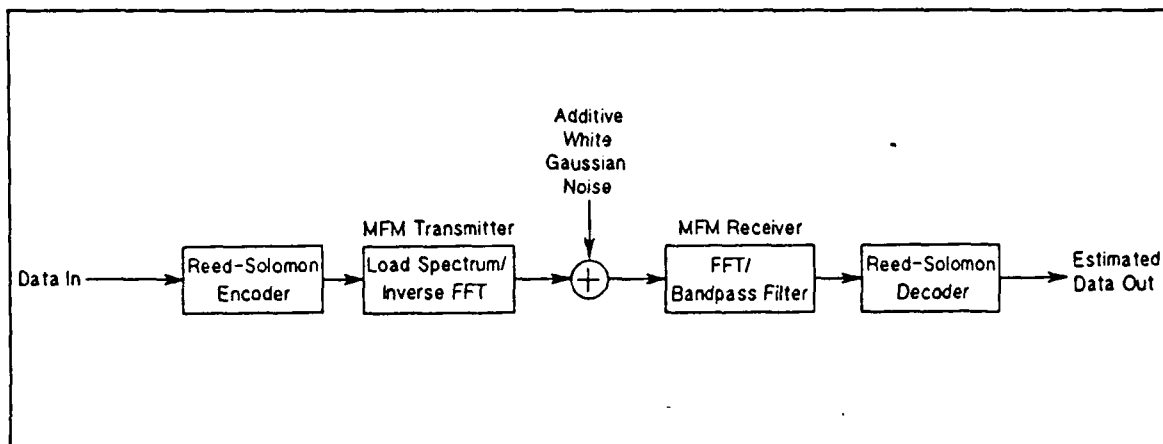 Additive
White
Gaussian
Noise
MFM Transmitter
MFM Receiver
Data In
Reed-Solomon
Encoder
Load Spectrum/
Inverse FFT
FFT/
Bandpass Filter
Reed-Solomon
Decoder
Estimated
Data Out